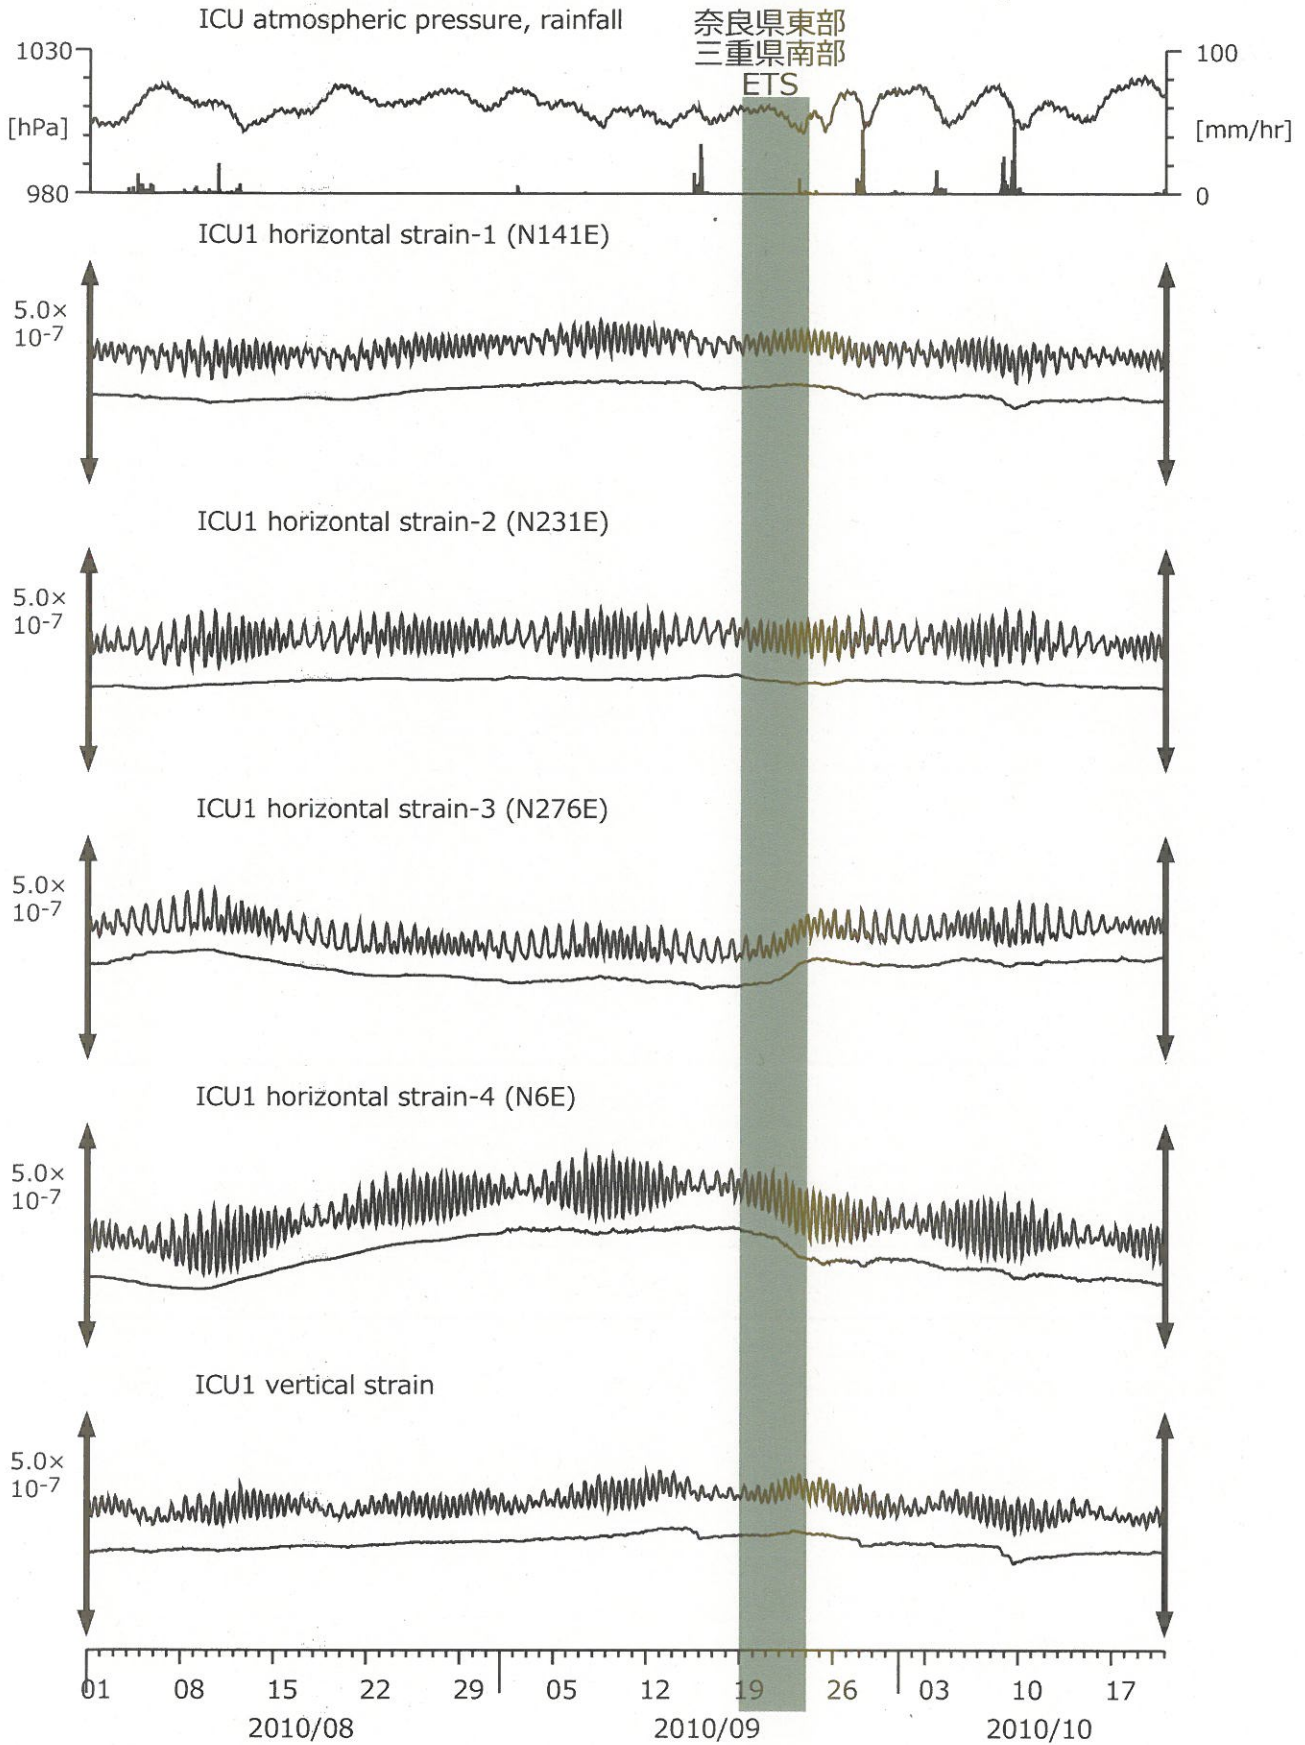 ICU atmospheric pressure, rainfall
奈良県東部
三重県南部
ETS
1030
[hPa]
980
100
[mm/hr]
0
ICU1 horizontal strain-1 (N141E)
5.0×
10-7
ICU1 horizontal strain-2 (N231E)
5.0×
10-7
ICU1 horizontal strain-3 (N276E)
5.0×
10-7
ICU1 horizontal strain-4 (N6E)
5.0×
10-7
ICU1 vertical strain
5.0×
10-7
01 08 15 22 29 05 12 19 26 03 10 17
2010/08 2010/09 2010/10